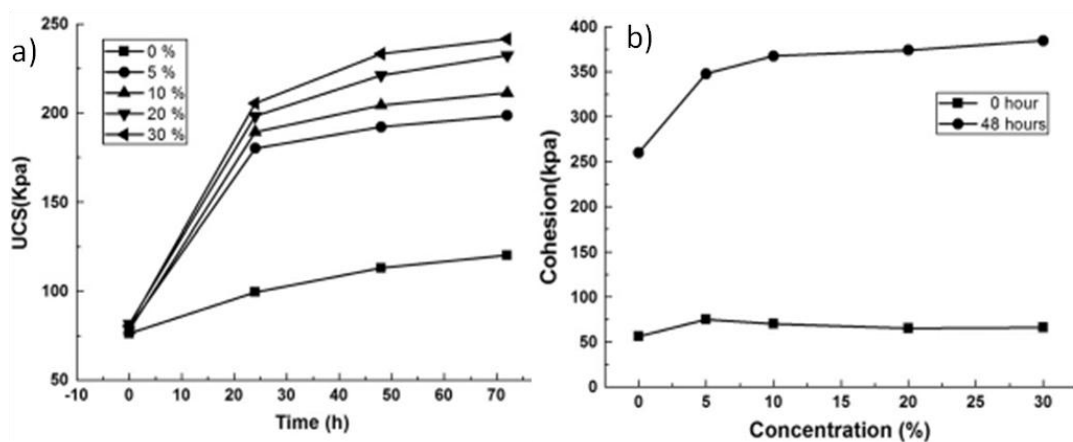 a)
0 %
5 %
10 %
20 %
30 %
250
200
150
100
50
UCS(Kpa)
-10 0 10 20 30 40 50 60 70
Time (h)
b)
0 hour
48 hours
400
350
300
250
200
150
100
50
0
Cohesion(kpa)
0 5 10 15 20 25 30
Concentration (%)